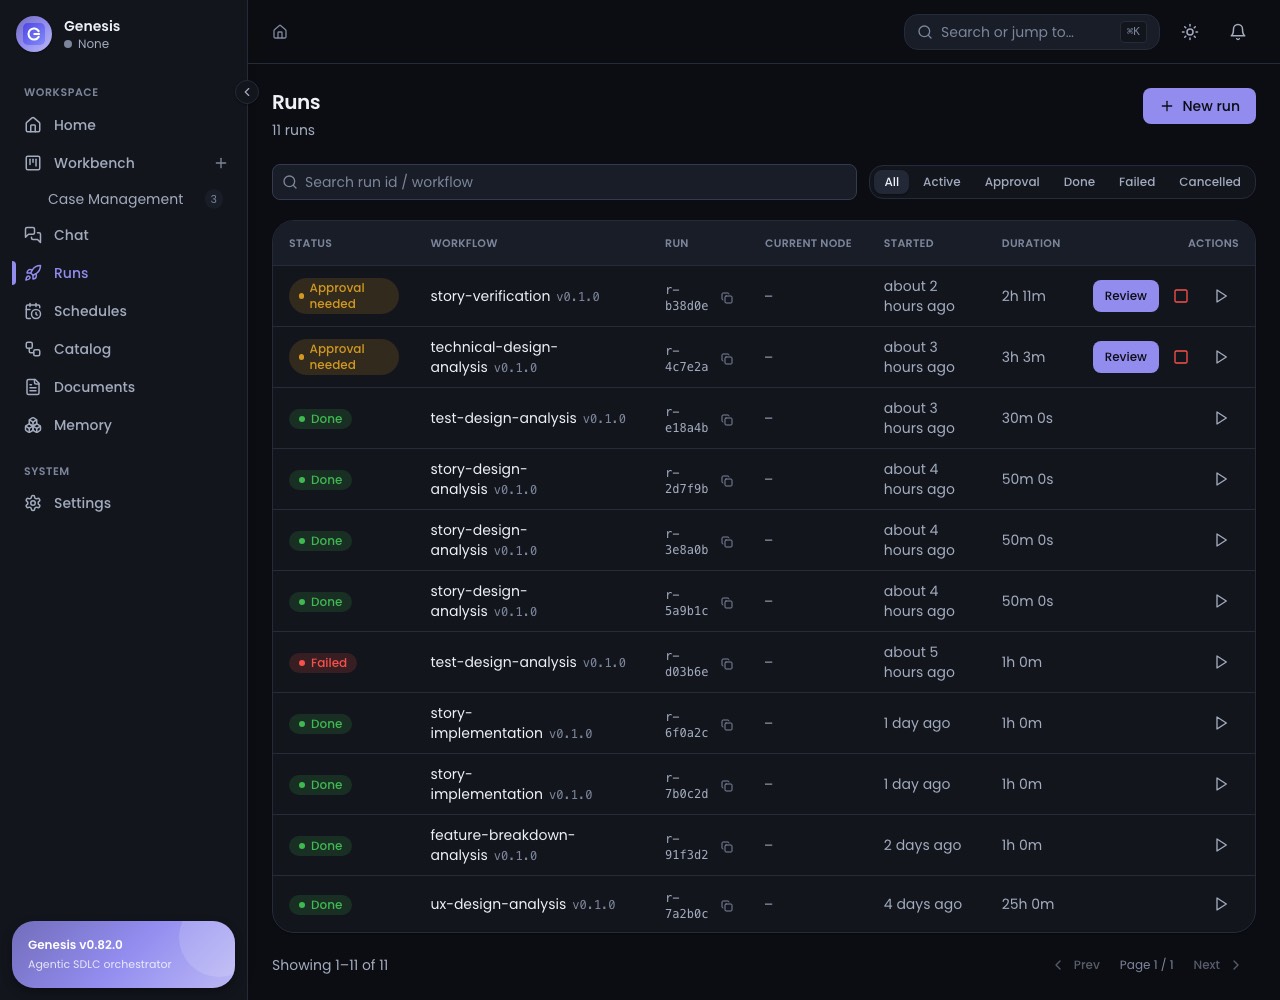 Genesis
None
WORKSPACE
Home
Workbench
Case Management 3
Chat
Runs
Schedules
Catalog
Documents
Memory
SYSTEM
Settings
Genesis v0.82.0
Agentic SDLC orchestrator
Search or jump to... ⌘K
Runs
11 runs
New run
Search run id / workflow
All Active Approval Done Failed Cancelled
STATUS WORKFLOW RUN CURRENT NODE STARTED DURATION ACTIONS
Approval needed story-verification v0.1.0 r-b38d0e – about 2 hours ago 2h 11m Review
Approval needed technical-design-analysis v0.1.0 r-4c7e2a – about 3 hours ago 3h 3m Review
Done test-design-analysis v0.1.0 r-e18a4b – about 3 hours ago 30m 0s
Done story-design-analysis v0.1.0 r-2d7f9b – about 4 hours ago 50m 0s
Done story-design-analysis v0.1.0 r-3e8a0b – about 4 hours ago 50m 0s
Done story-design-analysis v0.1.0 r-5a9b1c – about 4 hours ago 50m 0s
Failed test-design-analysis v0.1.0 r-d03b6e – about 5 hours ago 1h 0m
Done story-implementation v0.1.0 r-6f0a2c – 1 day ago 1h 0m
Done story-implementation v0.1.0 r-7b0c2d – 1 day ago 1h 0m
Done feature-breakdown-analysis v0.1.0 r-91f3d2 – 2 days ago 1h 0m
Done ux-design-analysis v0.1.0 r-7a2b0c – 4 days ago 25h 0m
Showing 1–11 of 11
Prev Page 1 / 1 Next